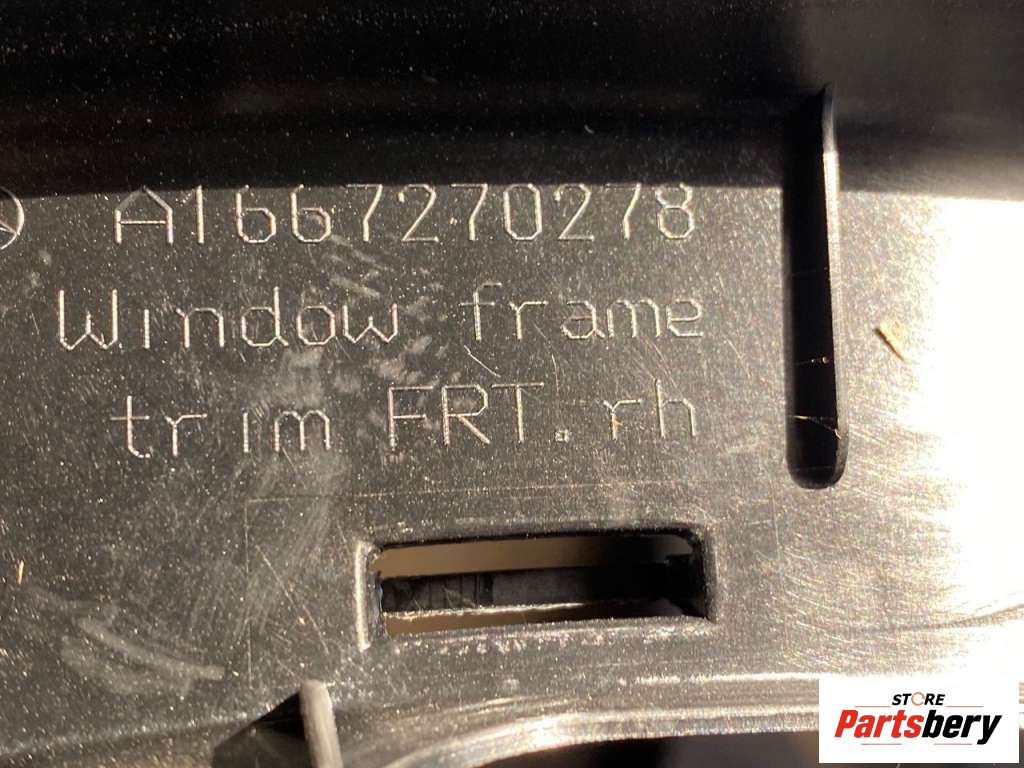 A1667270278
Window frame
trim FRT. rh
STORE
Partsbery